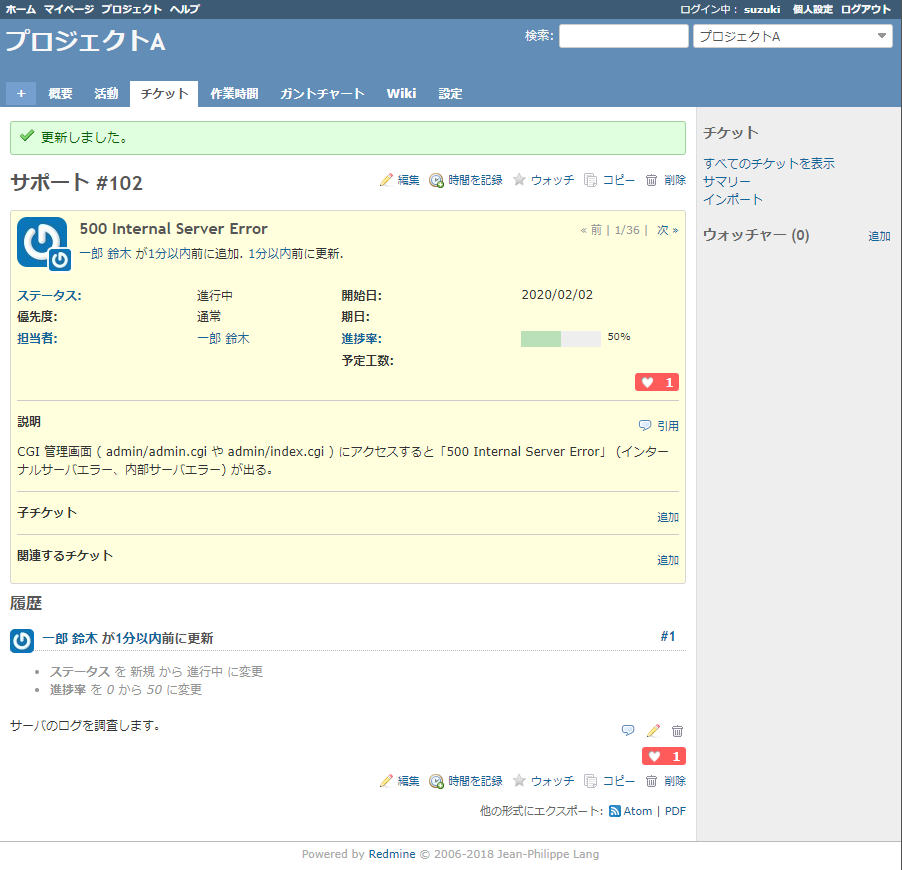 ホーム マイページ プロジェクト ヘルプ ログイン中： suzuki 個人設定 ログアウト
プロジェクトA 検索: プロジェクトA
+ 概要 活動 チケット 作業時間 ガントチャート Wiki 設定
更新しました。
サポート #102 編集 時間を記録 ウォッチ コピー 削除
500 Internal Server Error « 前 | 1/36 | 次 »
一郎 鈴木 が1分以内前に追加. 1分以内前に更新.
ステータス: 進行中 開始日: 2020/02/02
優先度: 通常 期日:
担当者: 一郎 鈴木 進捗率: 50%
予定工数:
1
説明 引用
CGI 管理画面 ( admin/admin.cgi や admin/index.cgi ) にアクセスすると「500 Internal Server Error」 (インター
ナルサーバエラー、内部サーバエラー) が出る。
子チケット 追加
関連するチケット 追加
履歴
一郎 鈴木 が1分以内前に更新 #1
• ステータス を 新規 から 進行中 に変更
• 進捗率 を 0 から 50 に変更
サーバのログを調査します。
1
編集 時間を記録 ウォッチ コピー 削除
他の形式にエクスポート: Atom | PDF
チケット
すべてのチケットを表示
サマリー
インポート
ウォッチャー (0) 追加
Powered by Redmine © 2006-2018 Jean-Philippe Lang